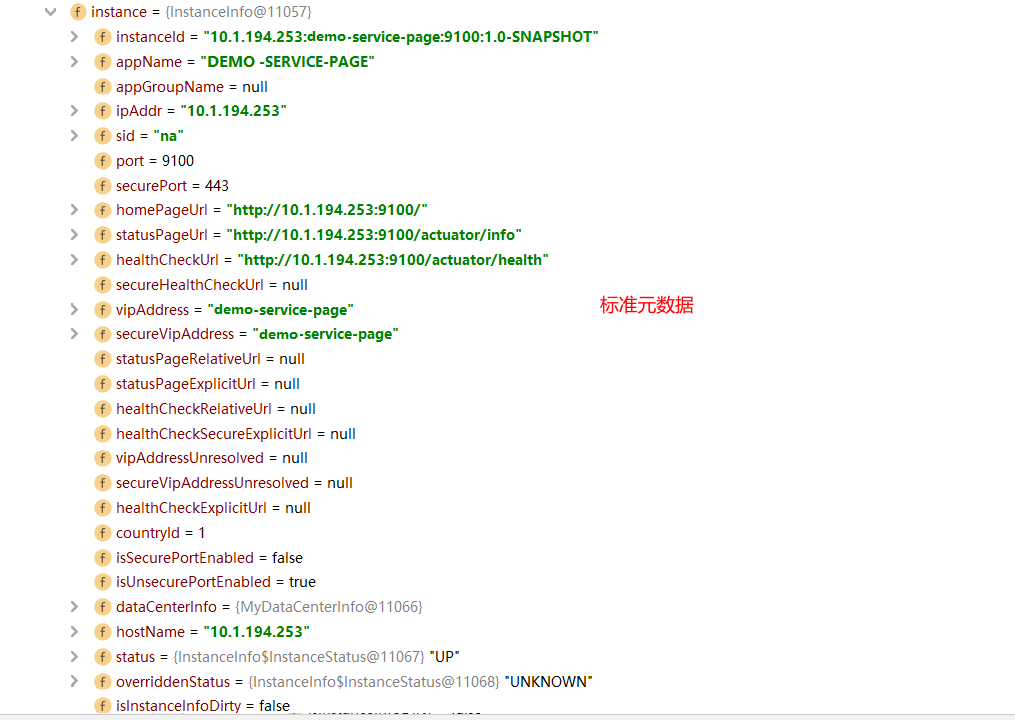 instance = {InstanceInfo@11057}
instanceId = "10.1.194.253:demo-service-page:9100:1.0-SNAPSHOT"
appName = "DEMO -SERVICE-PAGE"
appGroupName = null
ipAddr = "10.1.194.253"
sid = "na"
port = 9100
securePort = 443
homePageUrl = "http://10.1.194.253:9100/"
statusPageUrl = "http://10.1.194.253:9100/actuator/info"
healthCheckUrl = "http://10.1.194.253:9100/actuator/health"
secureHealthCheckUrl = null
标准元数据
vipAddress = "demo-service-page"
secureVipAddress = "demo-service-page"
statusPageRelativeUrl = null
statusPageExplicitUrl = null
healthCheckRelativeUrl = null
healthCheckSecureExplicitUrl = null
vipAddressUnresolved = null
secureVipAddressUnresolved = null
healthCheckExplicitUrl = null
countryId = 1
isSecurePortEnabled = false
isUnsecurePortEnabled = true
dataCenterInfo = {MyDataCenterInfo@11066}
hostName = "10.1.194.253"
status = {InstanceInfo$InstanceStatus@11067} "UP"
overriddenStatus = {InstanceInfo$InstanceStatus@11068} "UNKNOWN"
isInstanceInfoDirty = false